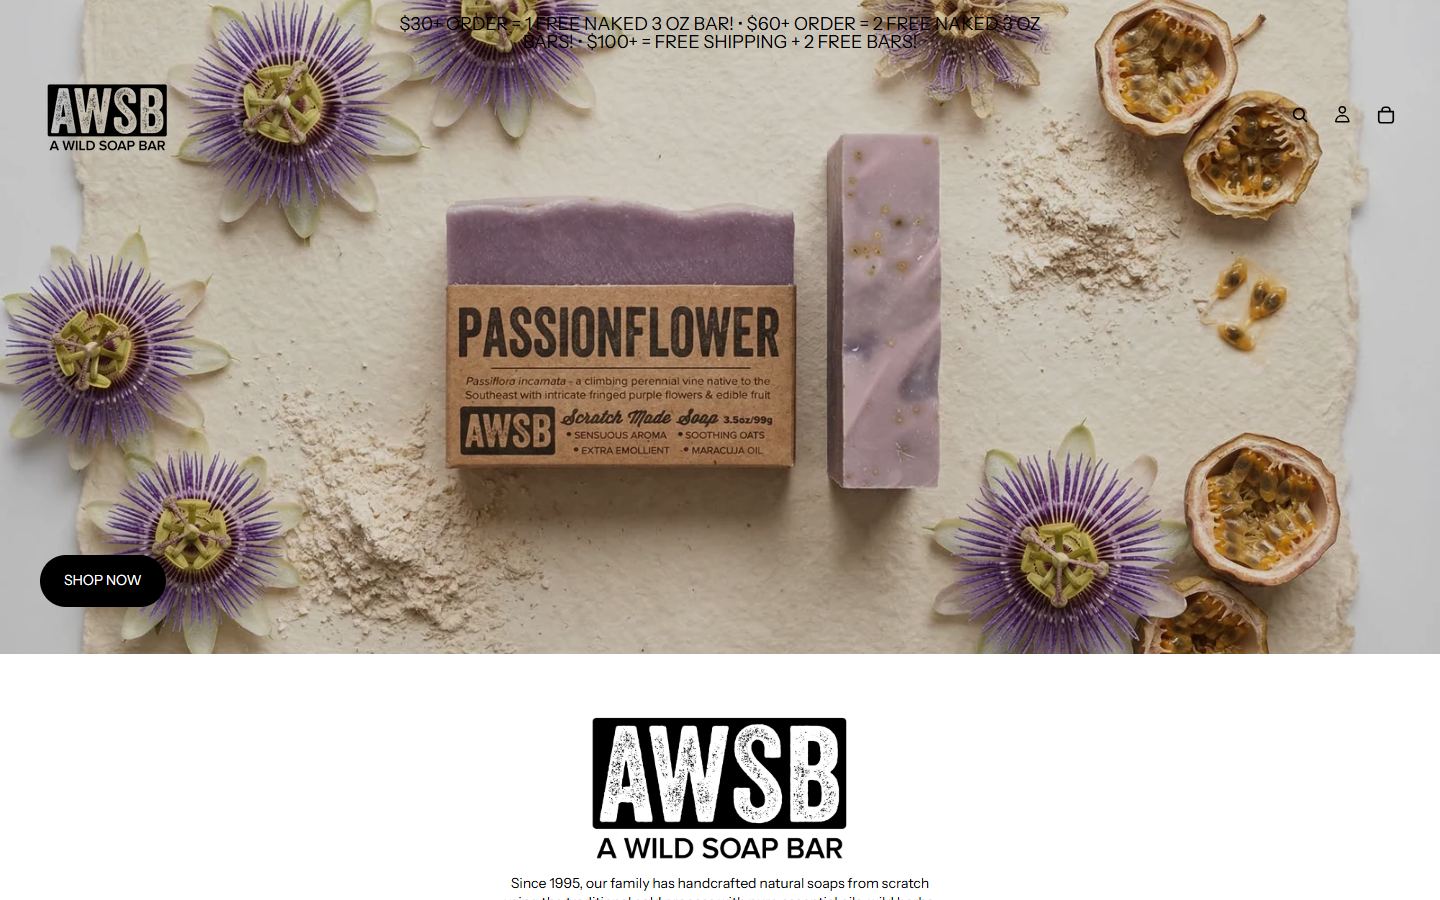 $30+ ORDER = 1 FREE NAKED 3 OZ BAR! • $60+ ORDER = 2 FREE NAKED 3 OZ
BARS! • $100+ = FREE SHIPPING + 2 FREE BARS!
AWSB
A WILD SOAP BAR
PASSIONFLOWER
Passiflora incarnata - a climbing perennial vine native to the
Southeast with intricate fringed purple flowers & edible fruit
AWSB
Scratch Made Soap 3.5oz/99g
• SENSUOUS AROMA • SOOTHING OATS
• EXTRA EMOLLIENT • MARACUJA OIL
SHOP NOW
AWSB
A WILD SOAP BAR
Since 1995, our family has handcrafted natural soaps from scratch